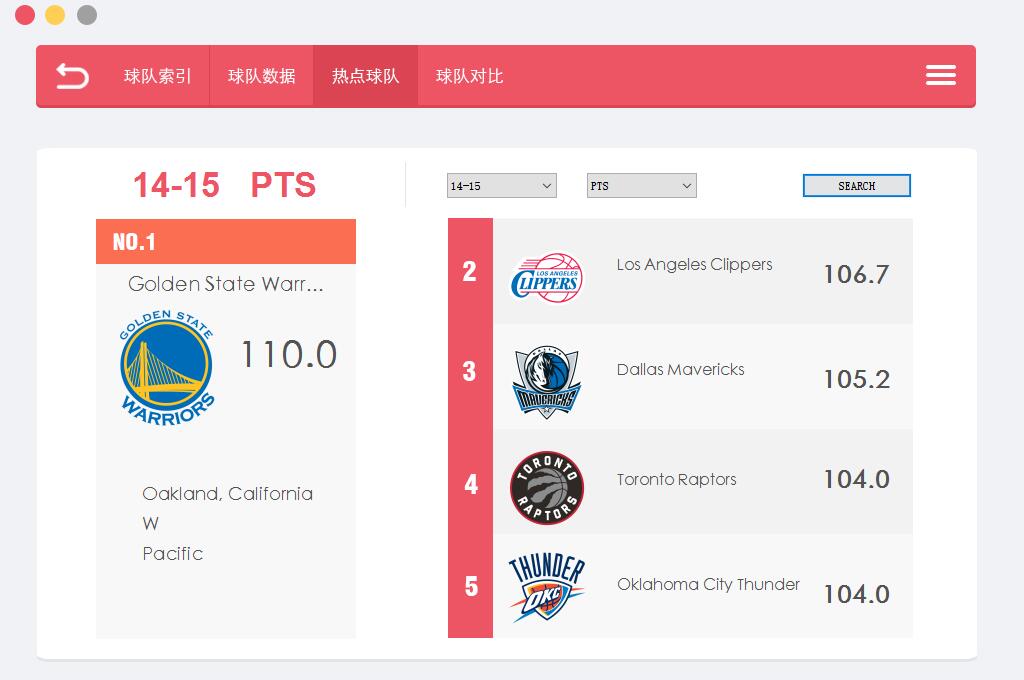 球队索引
球队数据
热点球队
球队对比
14-15 PTS
NO.1
Golden State Warr...
GOLDEN STATE
WARRIORS
110.0
Oakland, California
W
Pacific
14-15
PTS
SEARCH
2
LOS ANGELES
CLIPPERS
Los Angeles Clippers
106.7
3
DALLAS
MAVERICKS
Dallas Mavericks
105.2
4
TORONTO
RAPTORS
Toronto Raptors
104.0
5
THUNDER
OKC
Oklahoma City Thunder
104.0